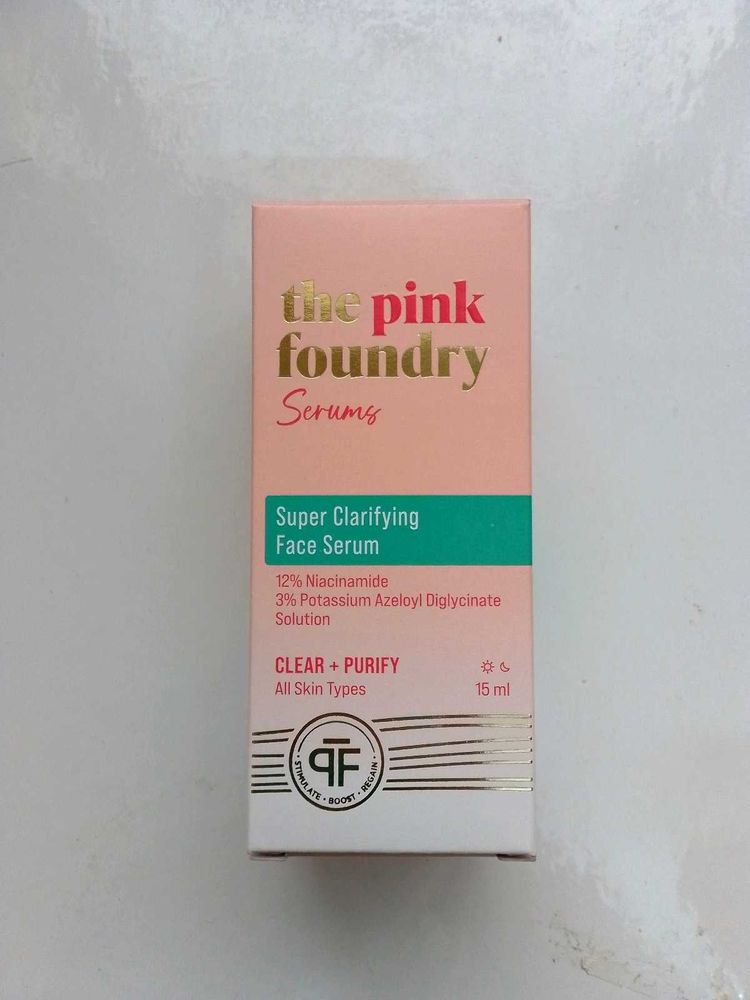 the pink
foundry
Serums
Super Clarifying
Face Serum
12% Niacinamide
3% Potassium Azeloyl Diglycinate
Solution
CLEAR + PURIFY
All Skin Types
15 ml
PF
· STIMULATE · BOOST · REGAIN ·